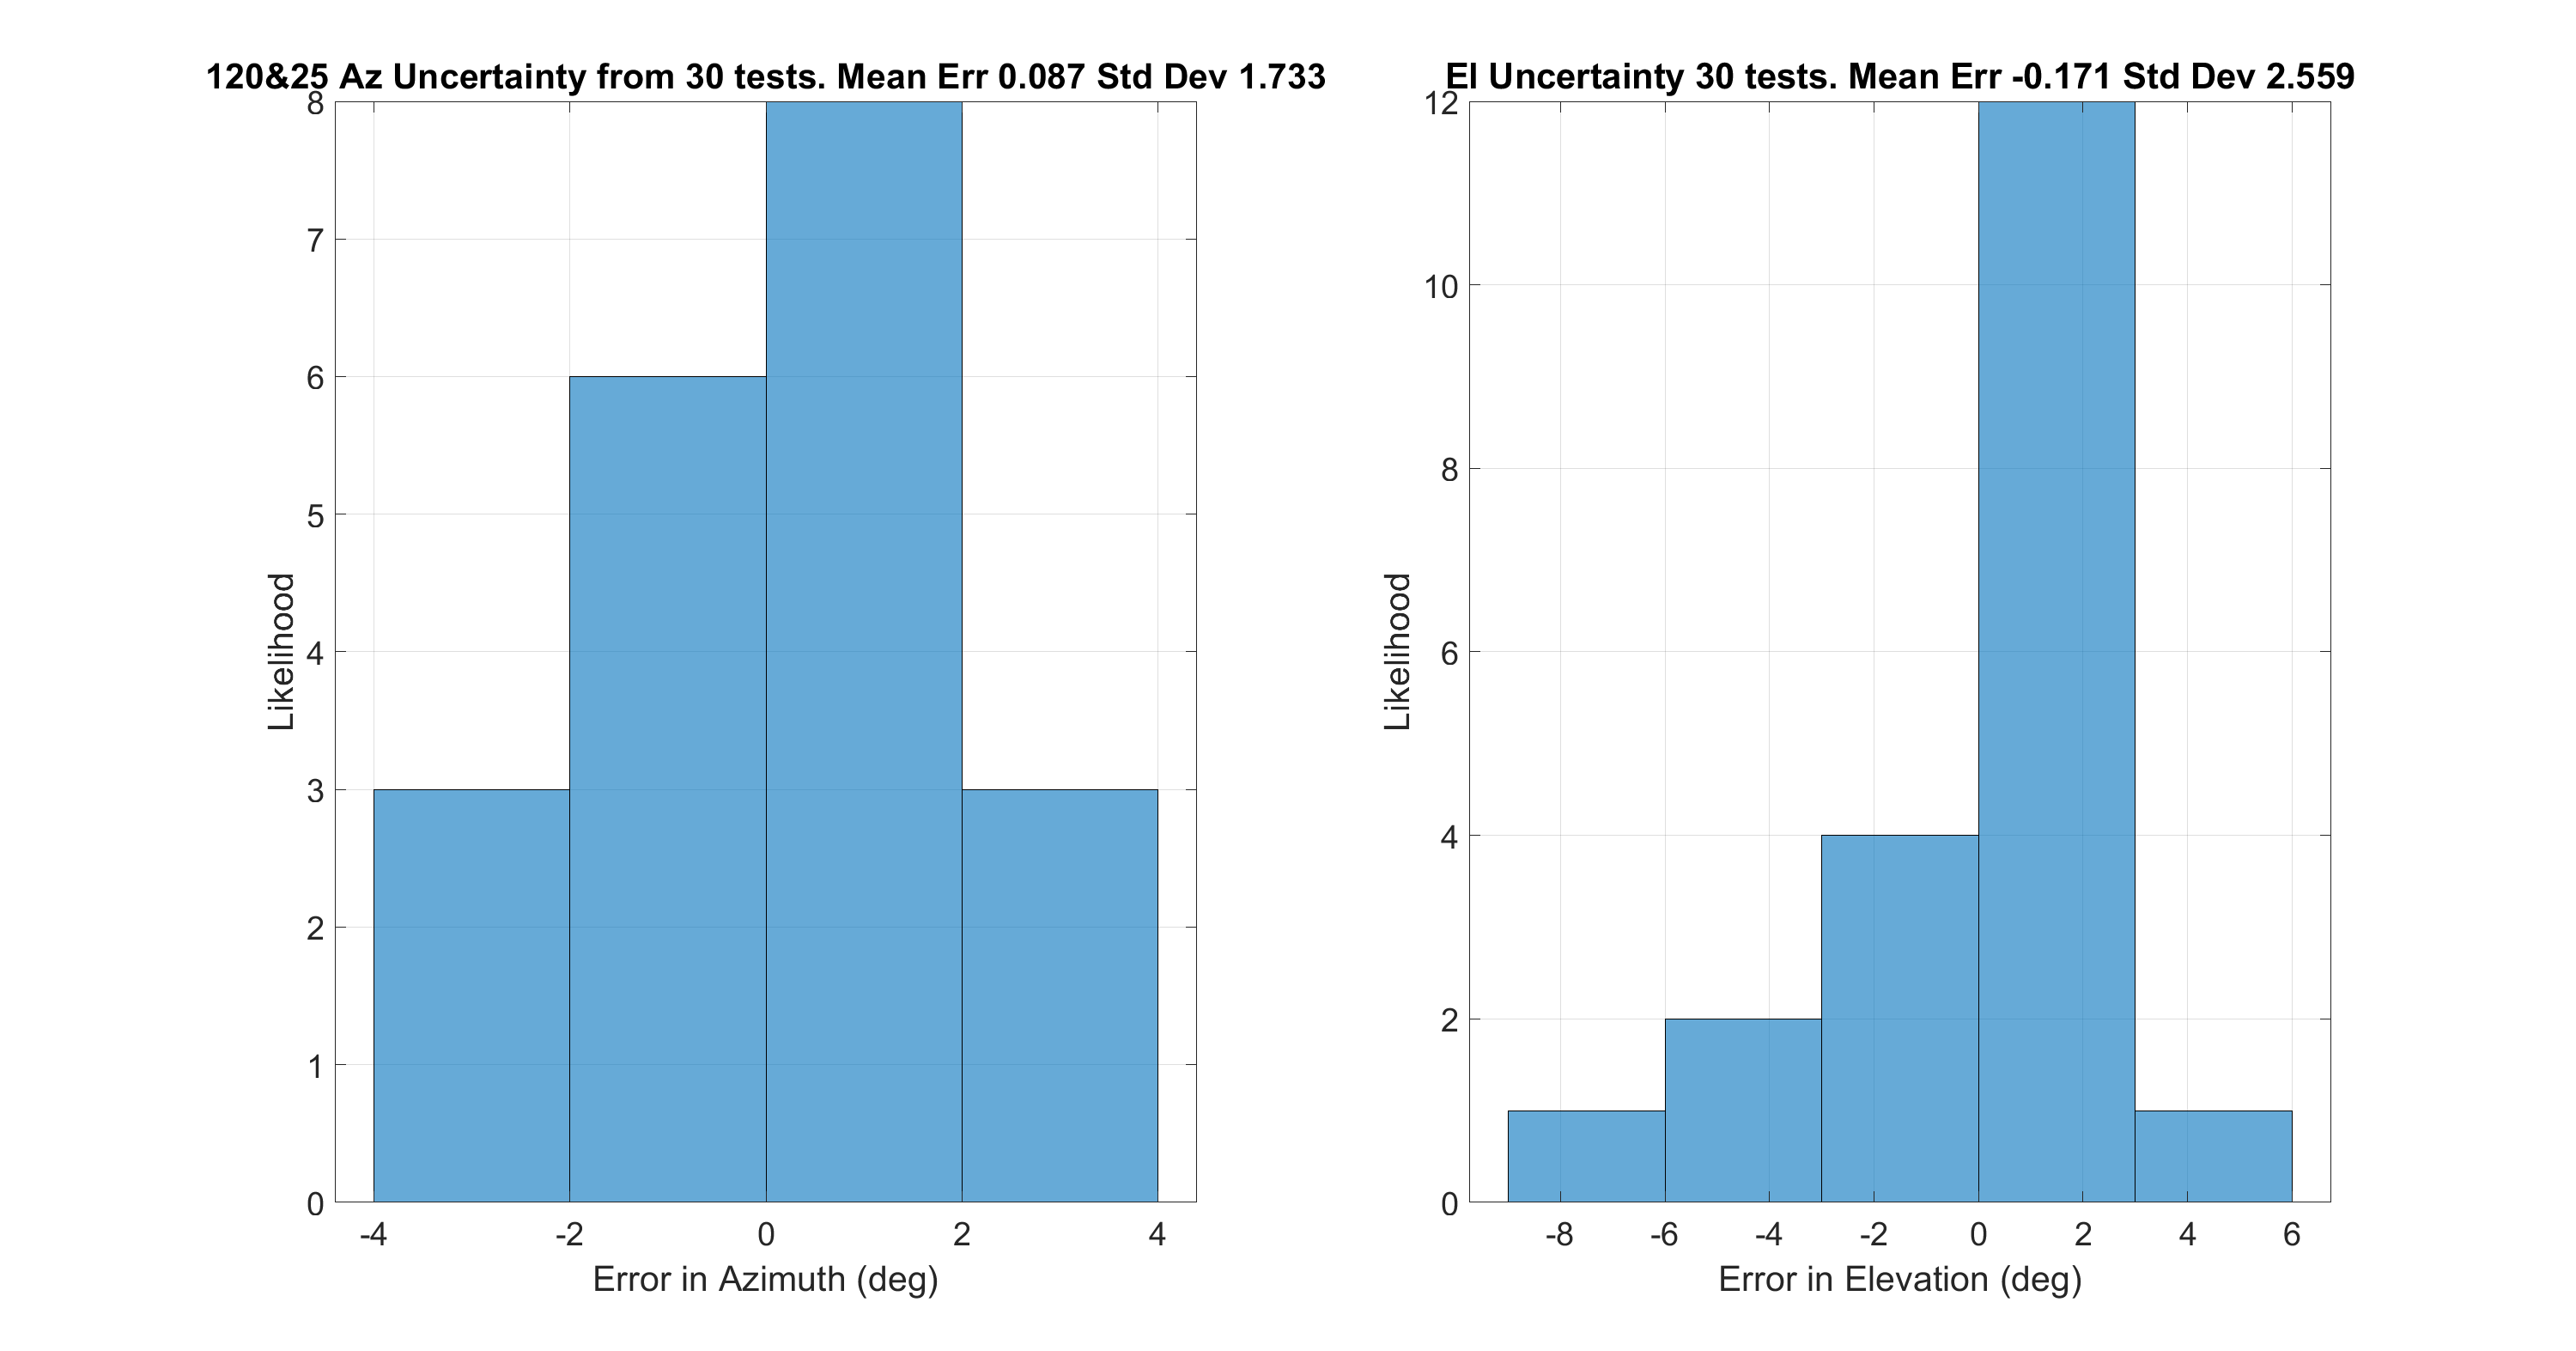 120&25 Az Uncertainty from 30 tests. Mean Err 0.087 Std Dev 1.733
8
7
6
5
4
3
2
1
0
Likelihood
-4 -2 0 2 4
Error in Azimuth (deg)
El Uncertainty 30 tests. Mean Err -0.171 Std Dev 2.559
12
10
8
6
4
2
0
Likelihood
-8 -6 -4 -2 0 2 4 6
Error in Elevation (deg)